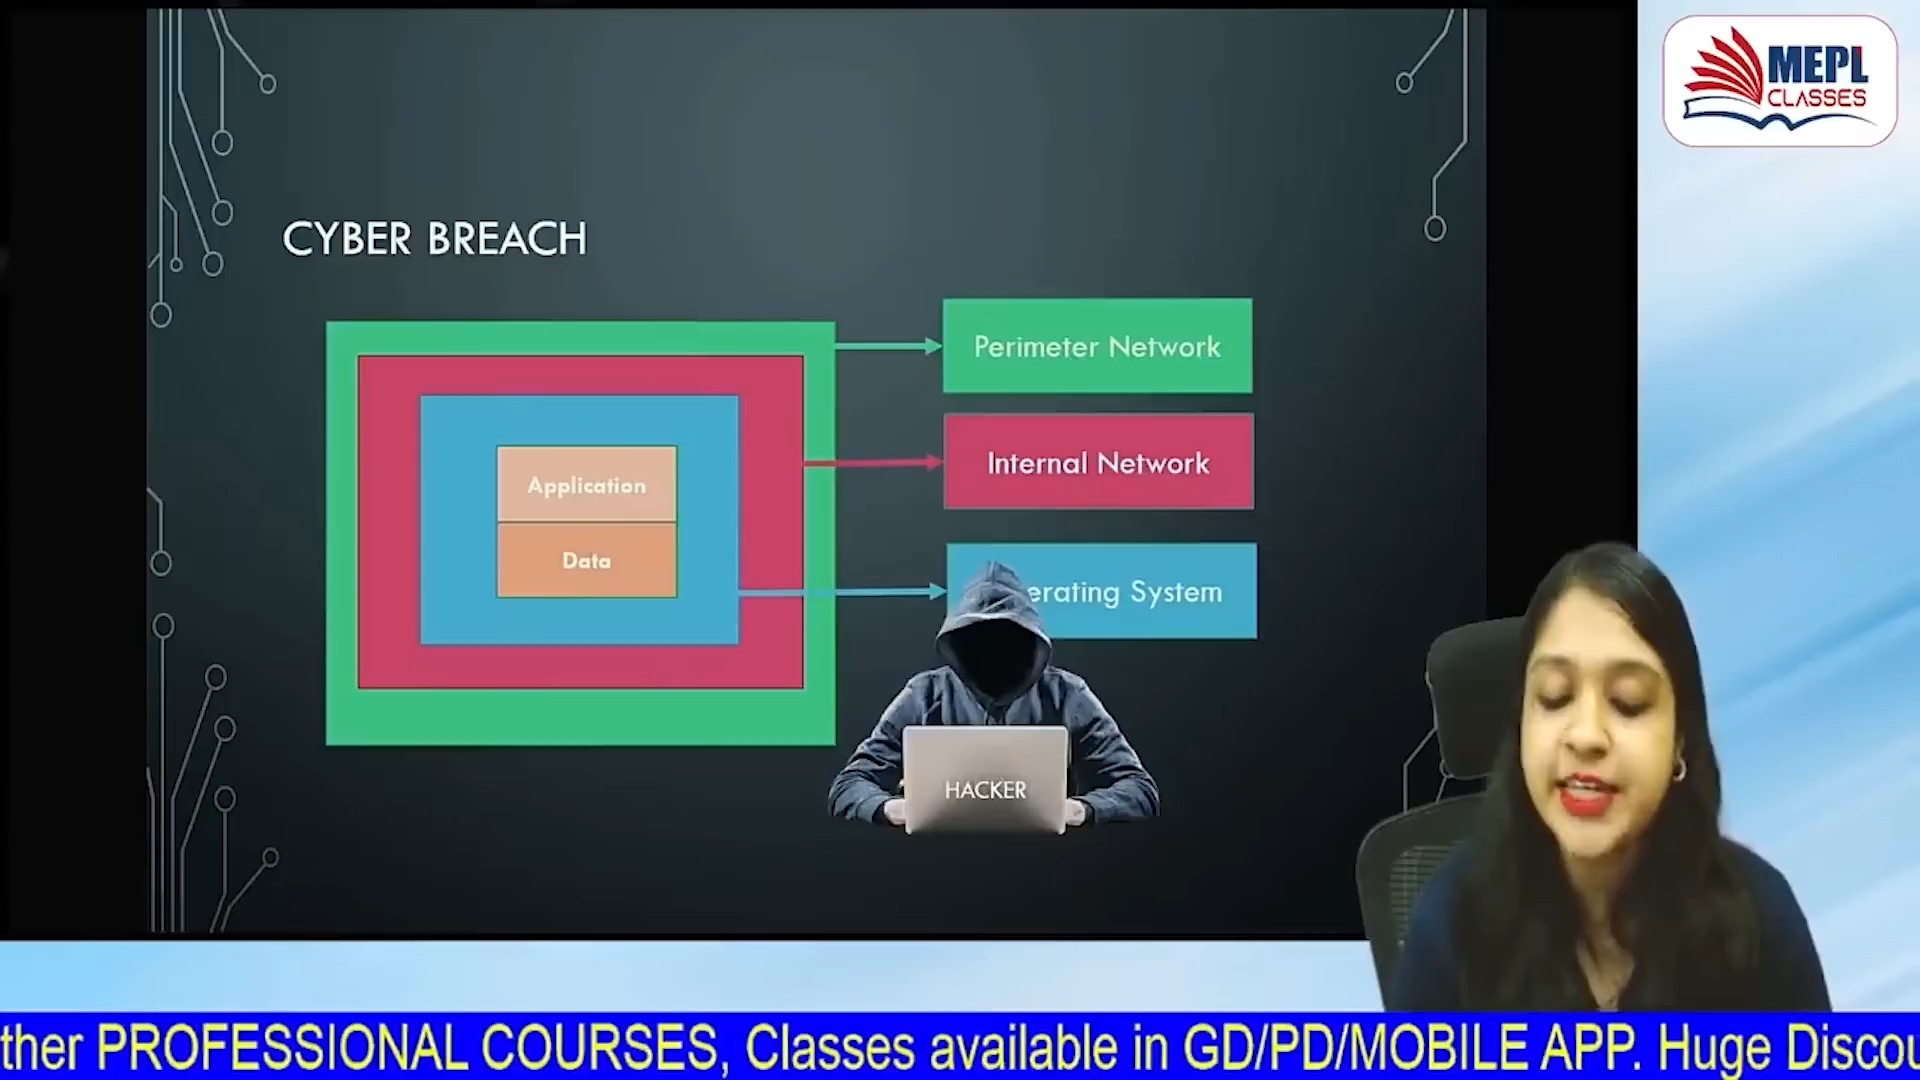 MEPL
CLASSES
CYBER BREACH
Perimeter Network
Internal Network
Application
Data
erating System
HACKER
ther PROFESSIONAL COURSES, Classes available in GD/PD/MOBILE APP. Huge Discou